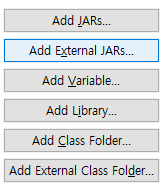 Add JARs...
Add External JARs...
Add Variable...
Add Library...
Add Class Folder...
Add External Class Folder...